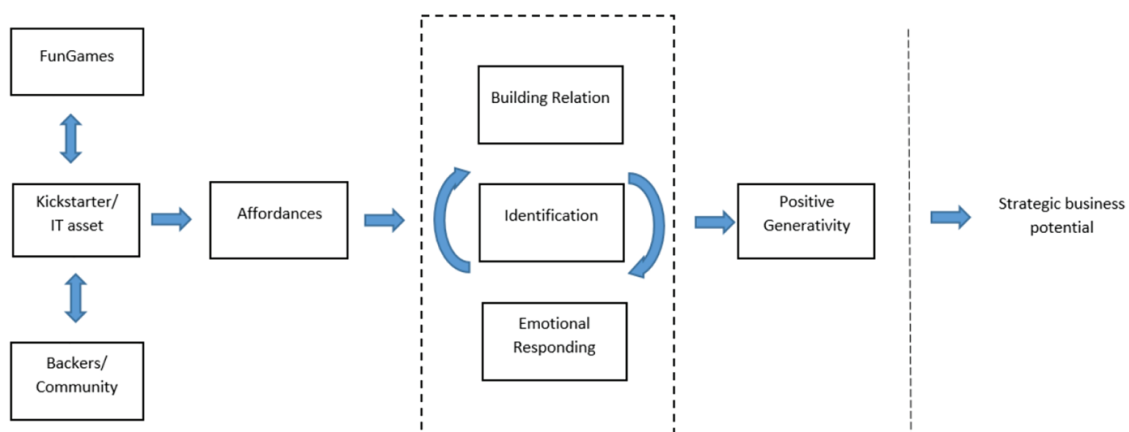 FunGames
Kickstarter/
IT asset
Backers/
Community
Affordances
Building Relation
Identification
Emotional
Responding
Positive
Generativity
Strategic business
potential